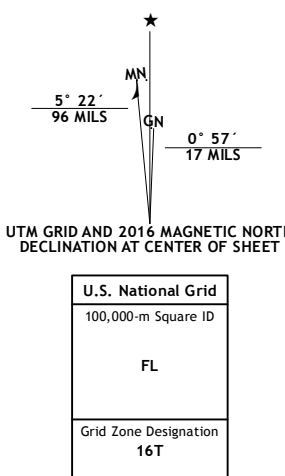 MN
GN
5° 22´
96 MILS
0° 57´
17 MILS
UTM GRID AND 2016 MAGNETIC NORTH
DECLINATION AT CENTER OF SHEET
U.S. National Grid
100,000-m Square ID
FL
Grid Zone Designation
16T